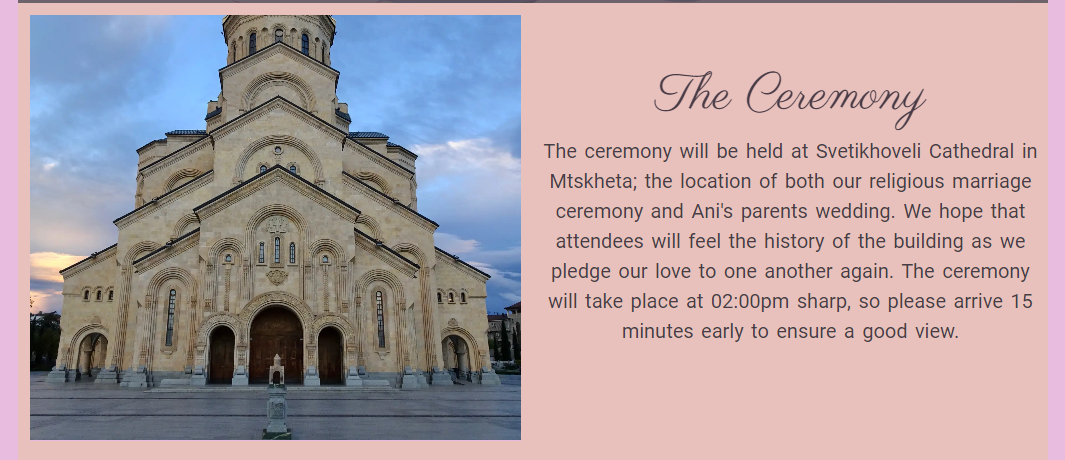 The Ceremony
The ceremony will be held at Svetikhoveli Cathedral in
Mtskheta; the location of both our religious marriage
ceremony and Ani's parents wedding. We hope that
attendees will feel the history of the building as we
pledge our love to one another again. The ceremony
will take place at 02:00pm sharp, so please arrive 15
minutes early to ensure a good view.